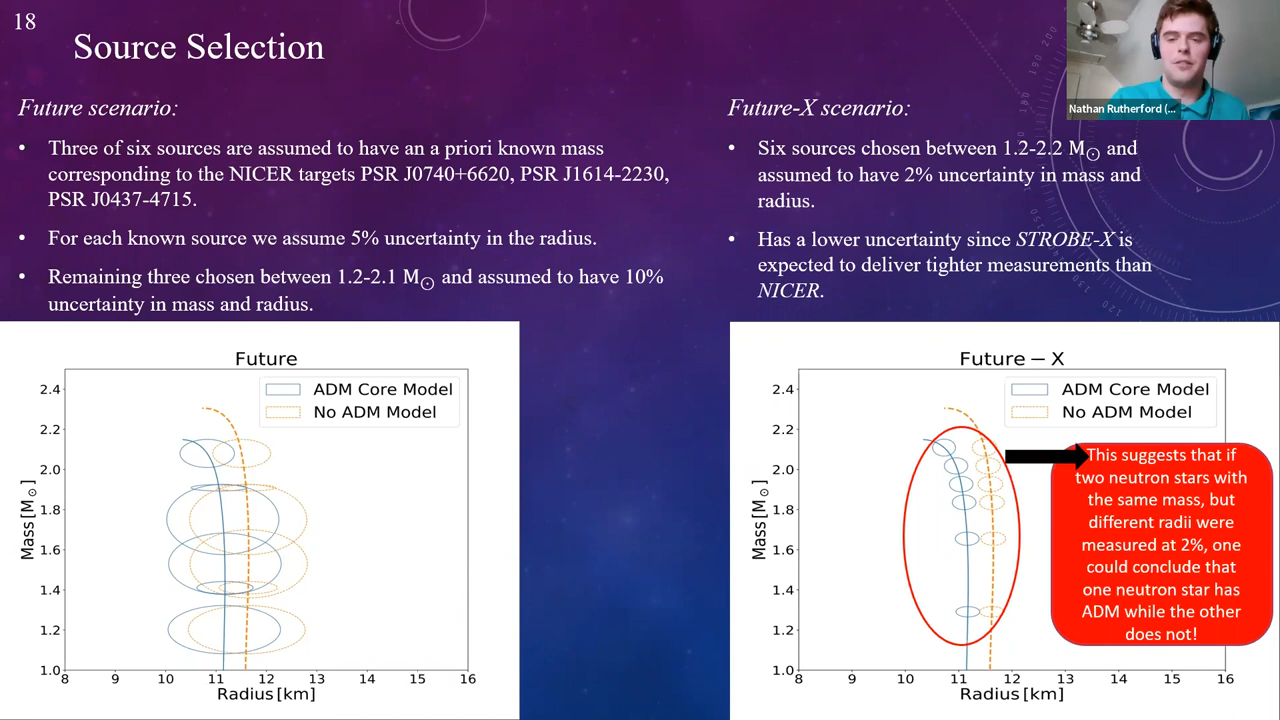 18
Source Selection
Nathan Rutherford (...
Future scenario:
• Three of six sources are assumed to have an a priori known mass
corresponding to the NICER targets PSR J0740+6620, PSR J1614-2230,
PSR J0437-4715.
• For each known source we assume 5% uncertainty in the radius.
• Remaining three chosen between 1.2-2.1 M⊙ and assumed to have 10%
uncertainty in mass and radius.
Future-X scenario:
• Six sources chosen between 1.2-2.2 M⊙ and
assumed to have 2% uncertainty in mass and
radius.
• Has a lower uncertainty since STROBE-X is
expected to deliver tighter measurements than
NICER.
Future
ADM Core Model
No ADM Model
2.4
2.2
2.0
1.8
1.6
1.4
1.2
1.0
Mass [M⊙]
8 9 10 11 12 13 14 15 16
Radius [km]
Future – X
ADM Core Model
No ADM Model
2.4
2.2
2.0
1.8
1.6
1.4
1.2
1.0
Mass [M⊙]
8 9 10 11 12 13 14 15 16
Radius [km]
This suggests that if
two neutron stars with
the same mass, but
different radii were
measured at 2%, one
could conclude that
one neutron star has
ADM while the other
does not!